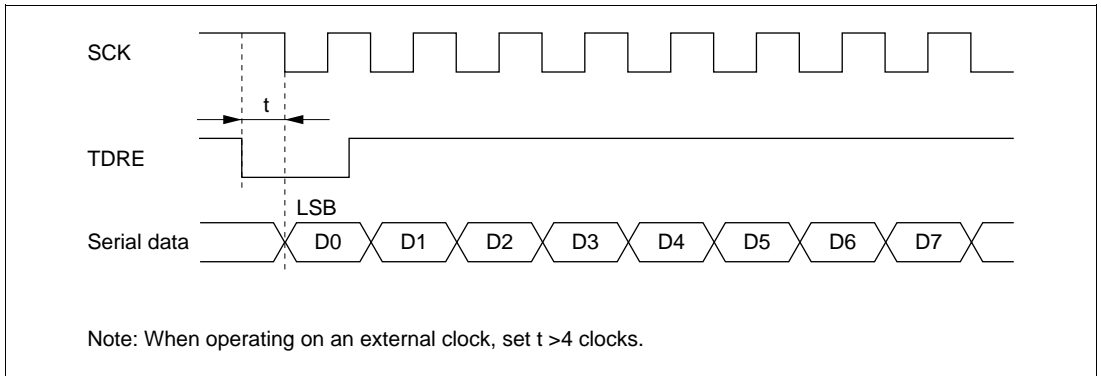 SCK
t
TDRE
LSB
Serial data D0 D1 D2 D3 D4 D5 D6 D7
Note: When operating on an external clock, set t >4 clocks.